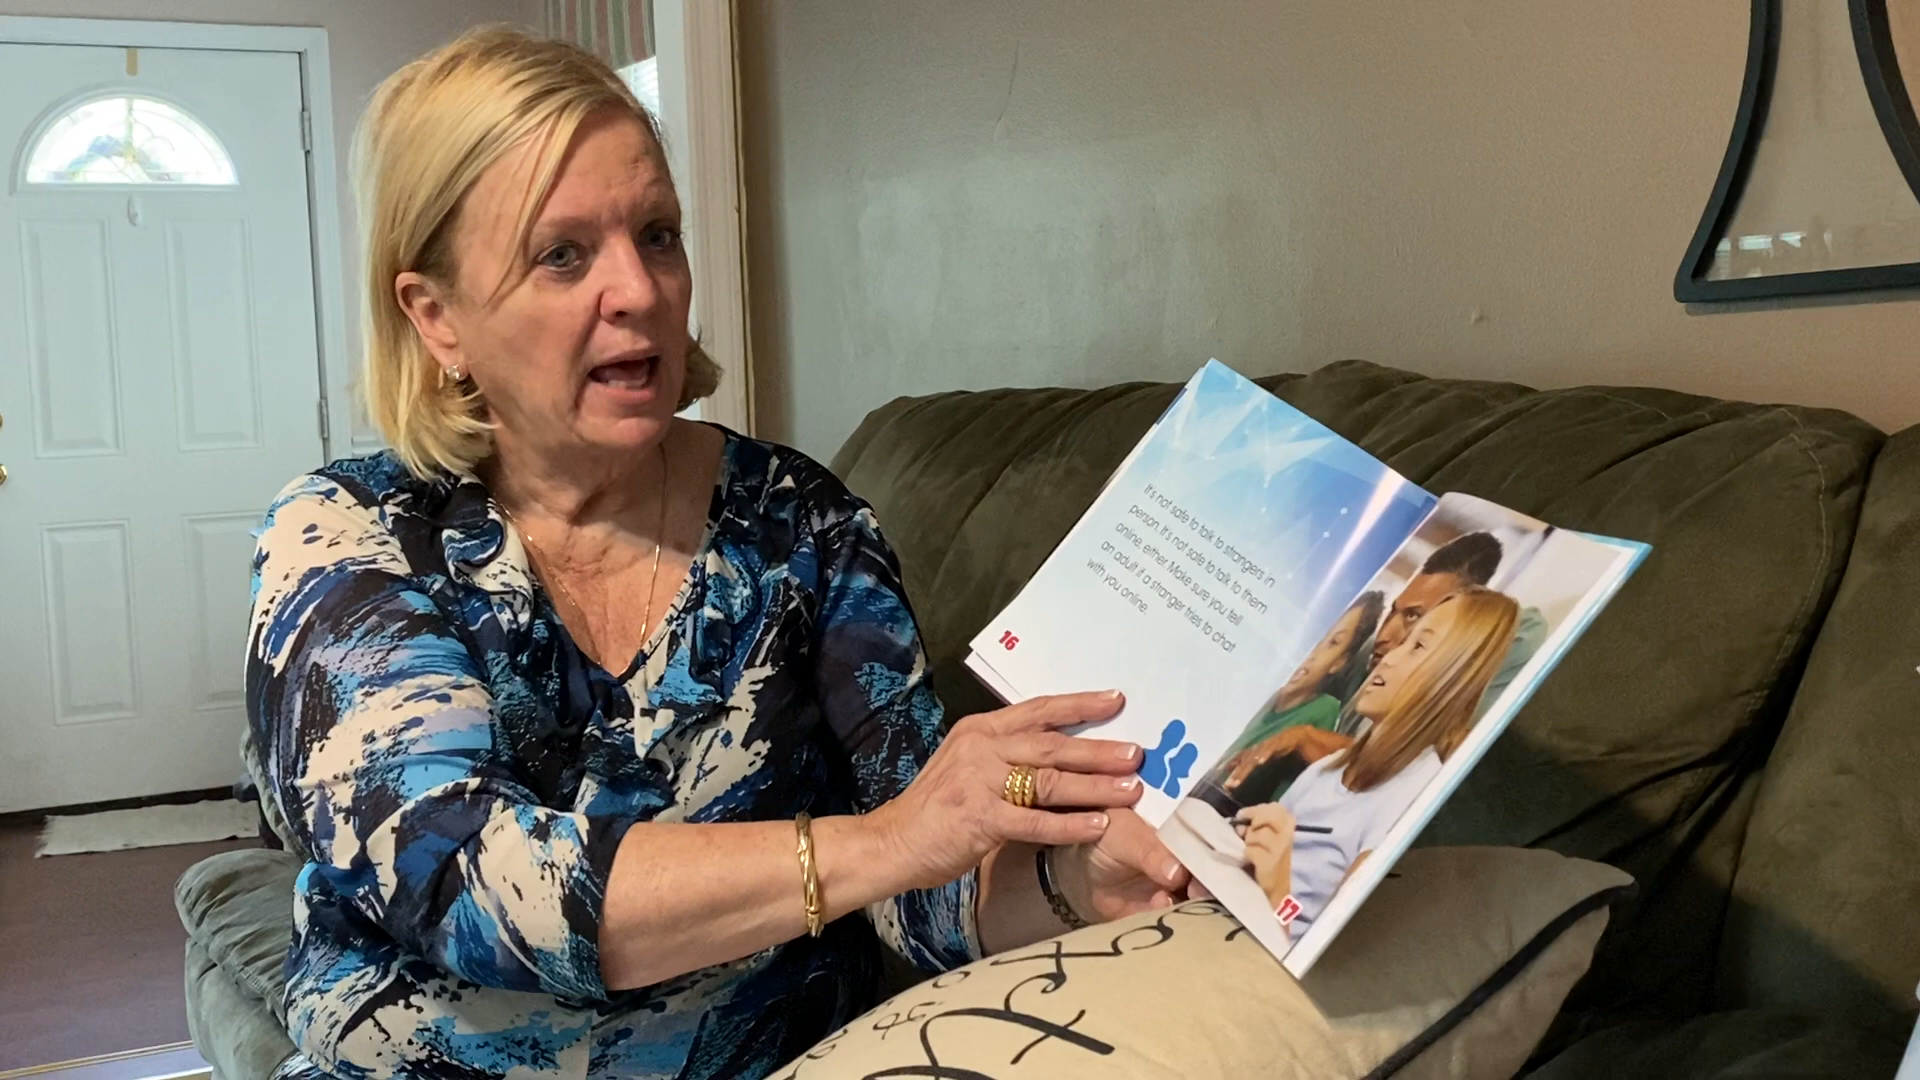 It's not safe to talk to strangers in
person. It's not safe to talk to them
online, either. Make sure you tell
an adult if a stranger tries to chat
with you online.
16
17